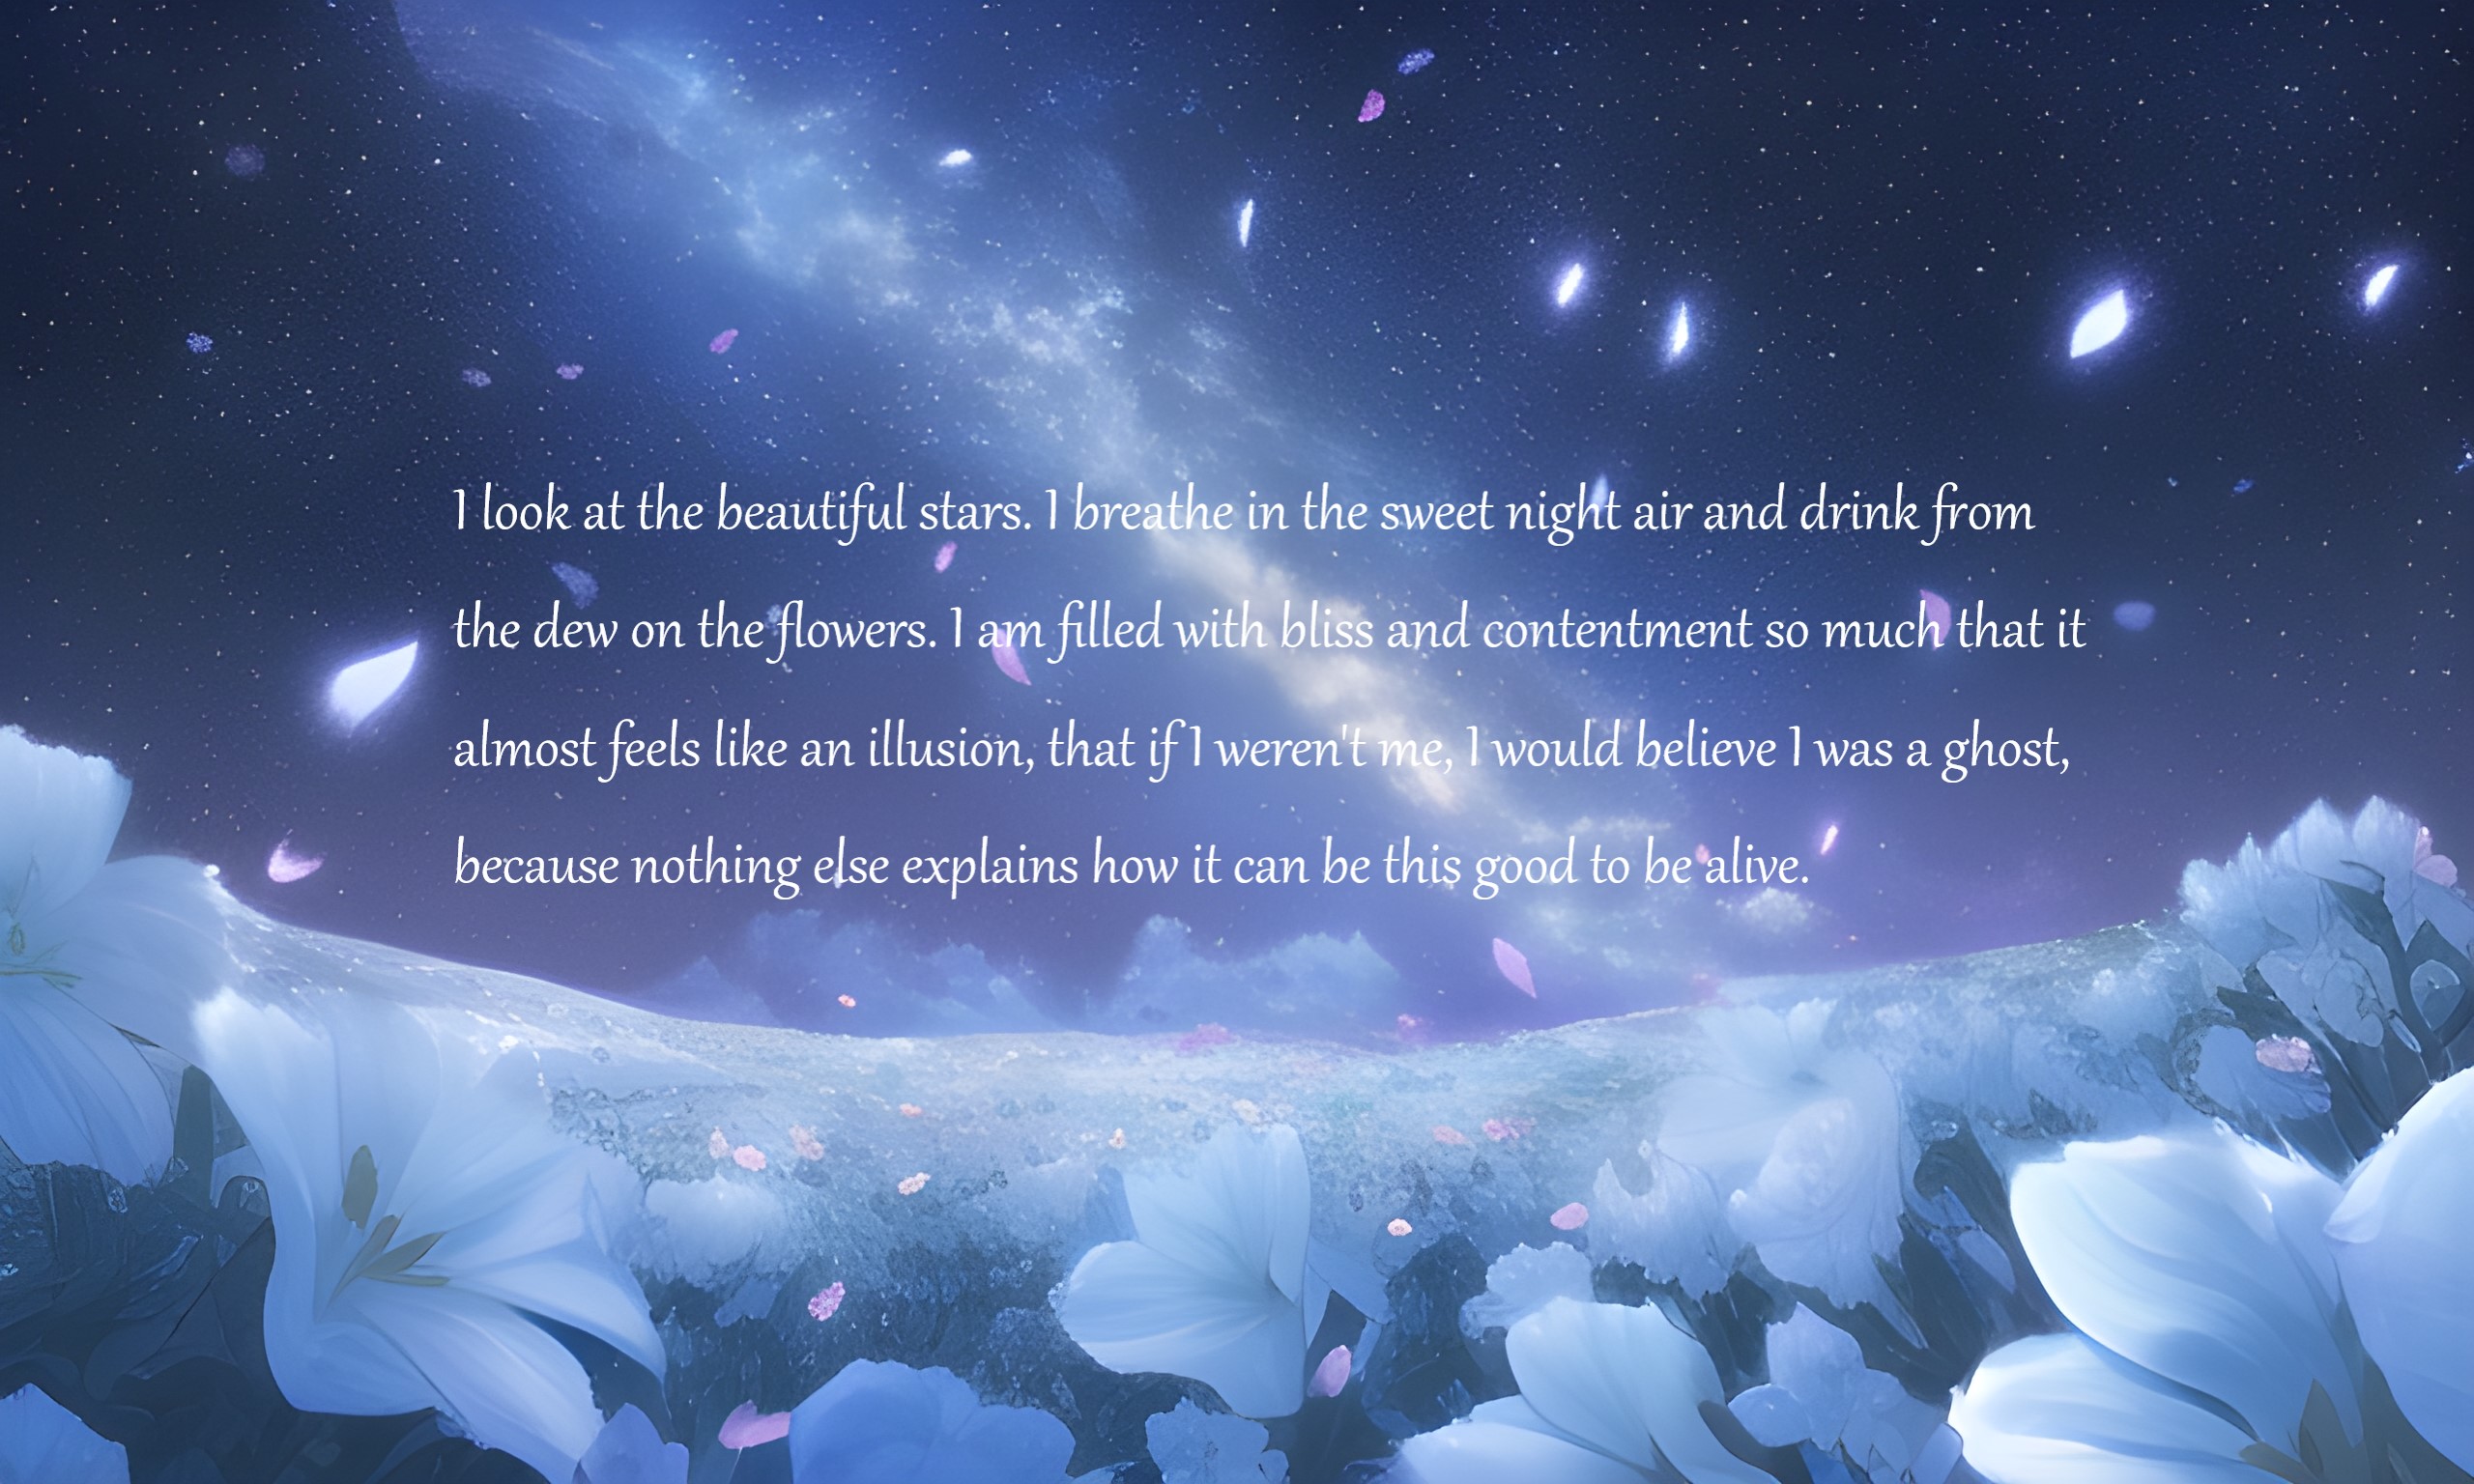 I look at the beautiful stars. I breathe in the sweet night air and drink from
the dew on the flowers. I am filled with bliss and contentment so much that it
almost feels like an illusion, that if I weren't me, I would believe I was a ghost,
because nothing else explains how it can be this good to be alive.